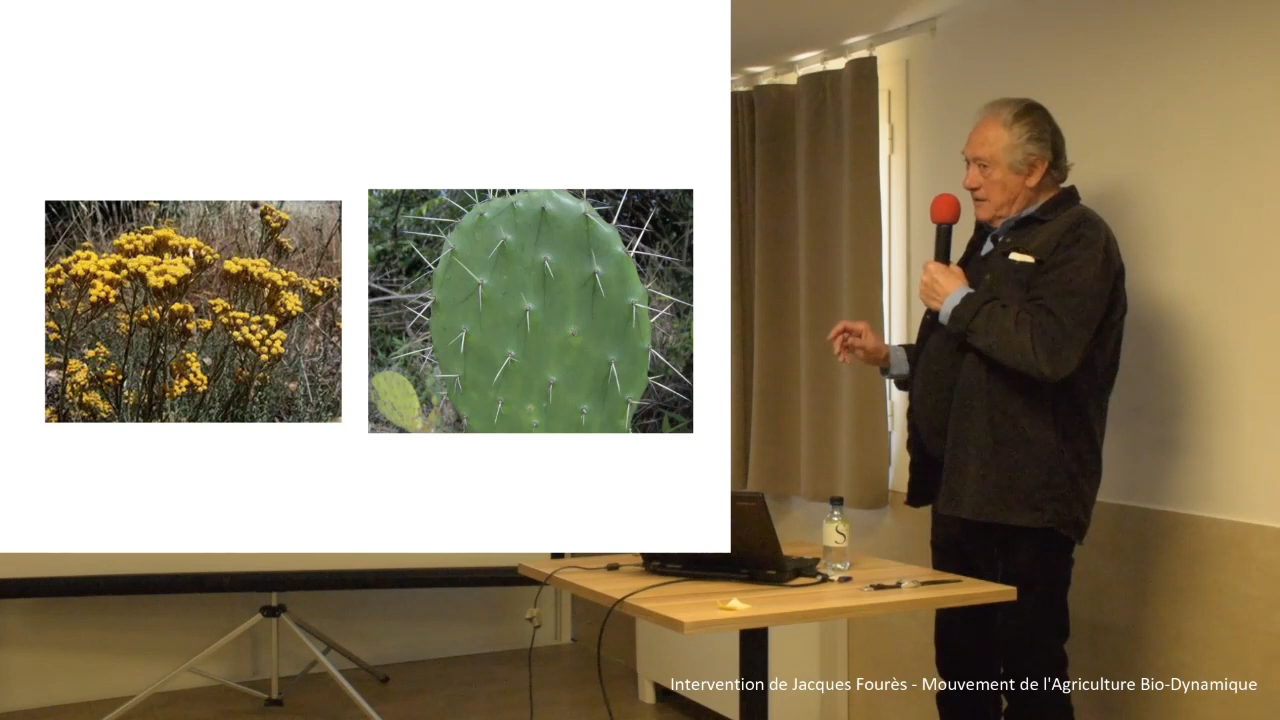 S
Intervention de Jacques Fourès - Mouvement de l'Agriculture Bio-Dynamique